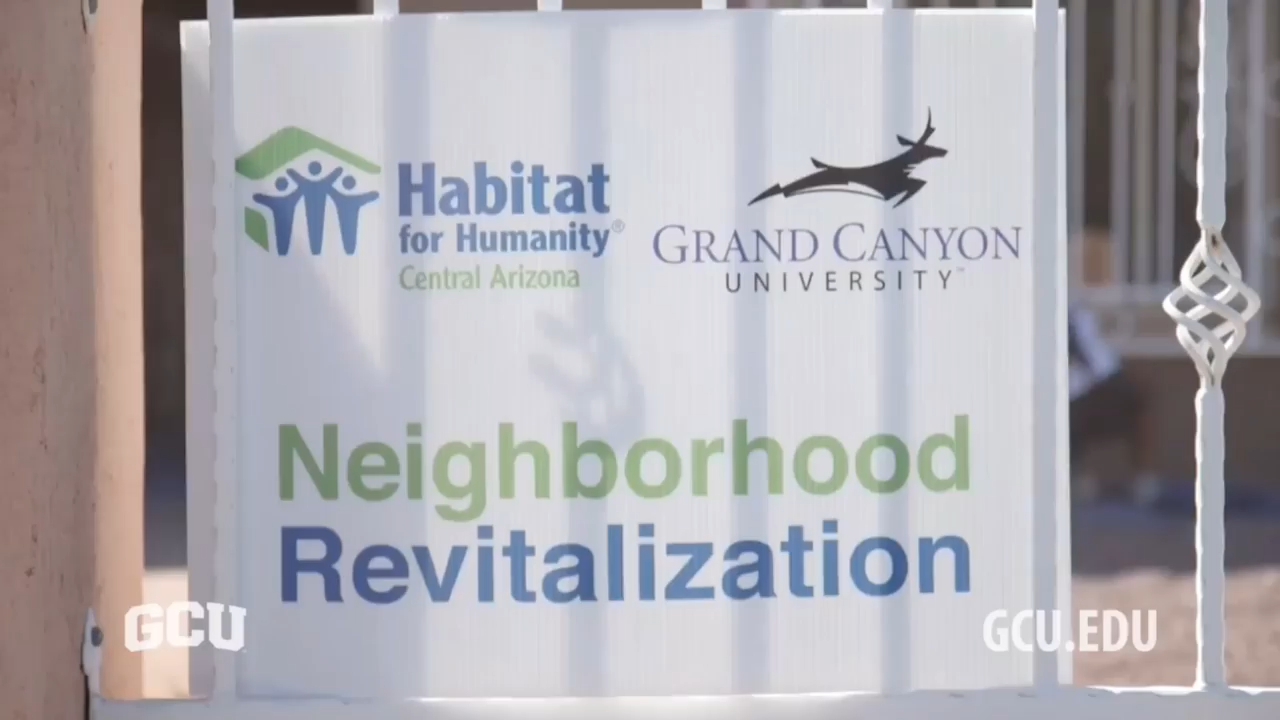 Habitat
for Humanity®
Central Arizona
GRAND CANYON
UNIVERSITY™
Neighborhood
Revitalization
GCU
GCU.EDU